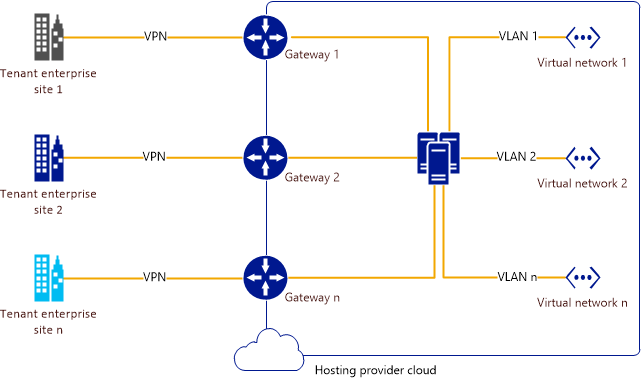 VPN
Gateway 1
VLAN 1
Virtual network 1
Tenant enterprise
site 1
VPN
Gateway 2
VLAN 2
Virtual network 2
Tenant enterprise
site 2
VPN
Gateway n
VLAN n
Virtual network n
Tenant enterprise
site n
Hosting provider cloud